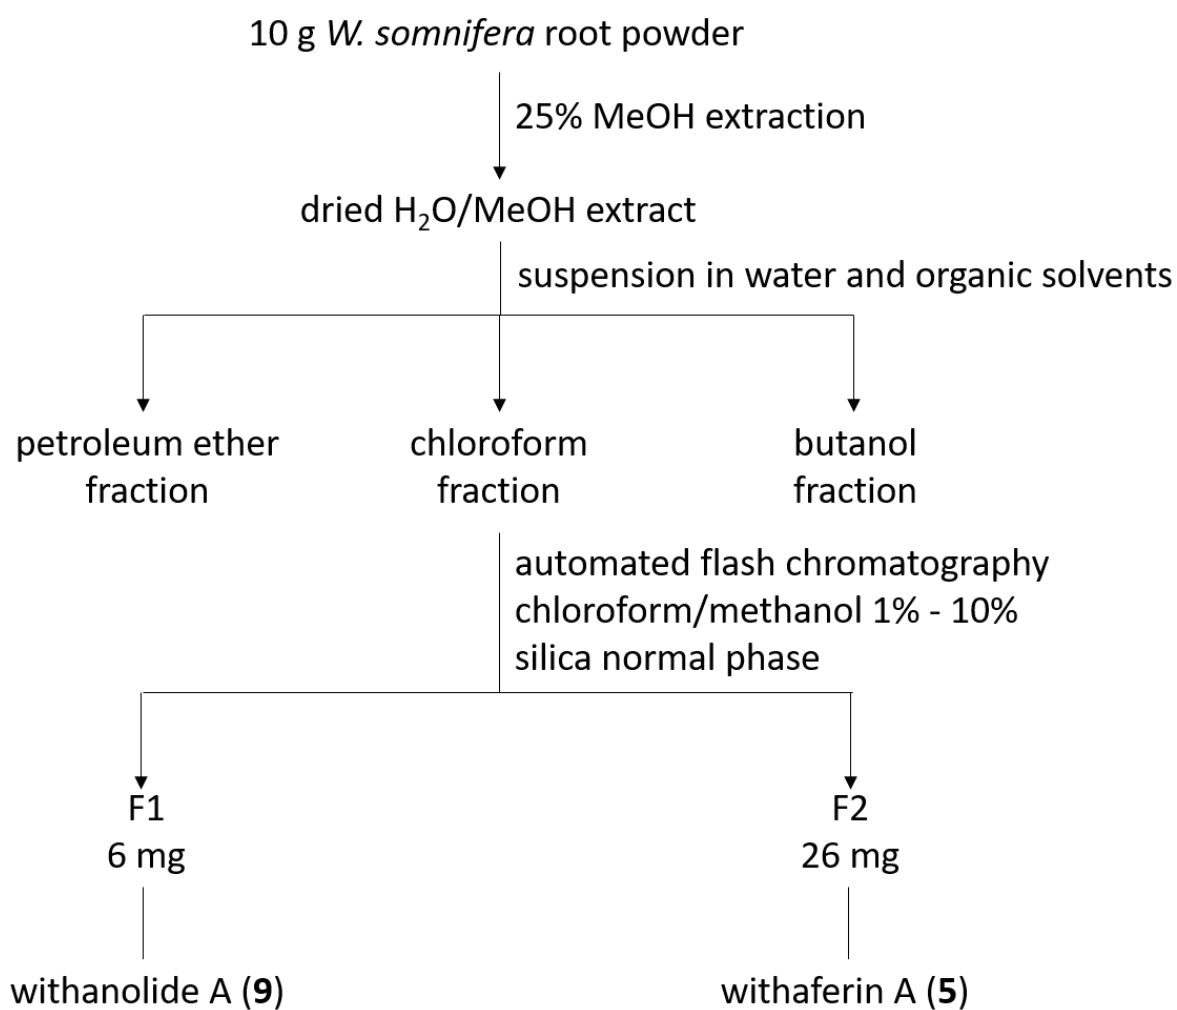 10 g W. somnifera root powder
25% MeOH extraction
dried H₂O/MeOH extract
suspension in water and organic solvents
petroleum ether
fraction
chloroform
fraction
butanol
fraction
automated flash chromatography
chloroform/methanol 1% - 10%
silica normal phase
F1
6 mg
F2
26 mg
withanolide A (9)
withaferin A (5)